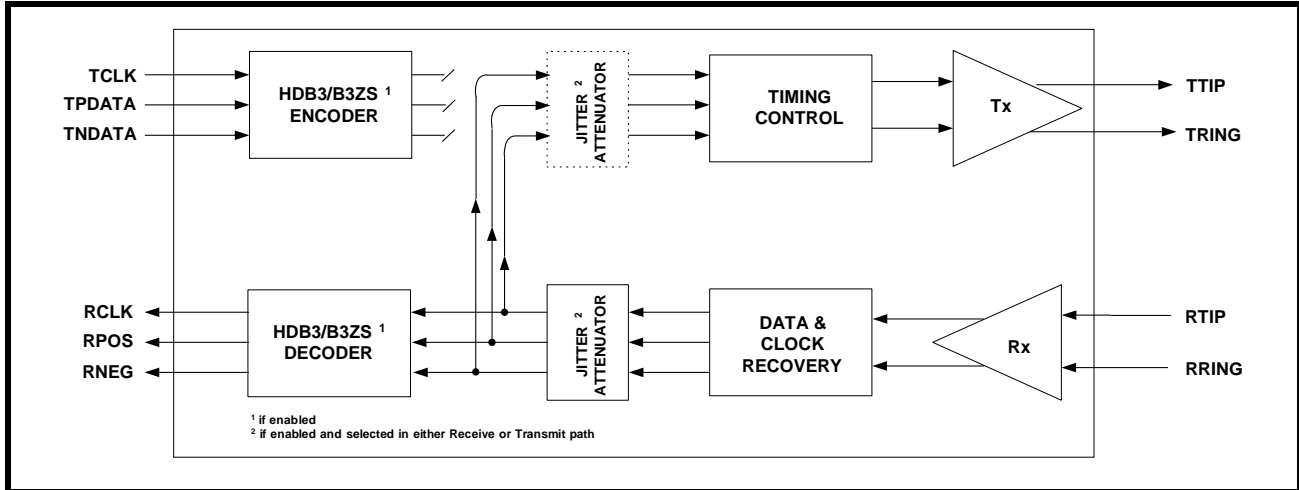 TCLK
TPDATA
TNDATA
HDB3/B3ZS 1
ENCODER
JITTER 2
ATTENUATOR
TIMING
CONTROL
Tx
TTIP
TRING
RCLK
RPOS
RNEG
HDB3/B3ZS 1
DECODER
JITTER 2
ATTENUATOR
DATA &
CLOCK
RECOVERY
Rx
RTIP
RRING
1 if enabled
2 if enabled and selected in either Receive or Transmit path